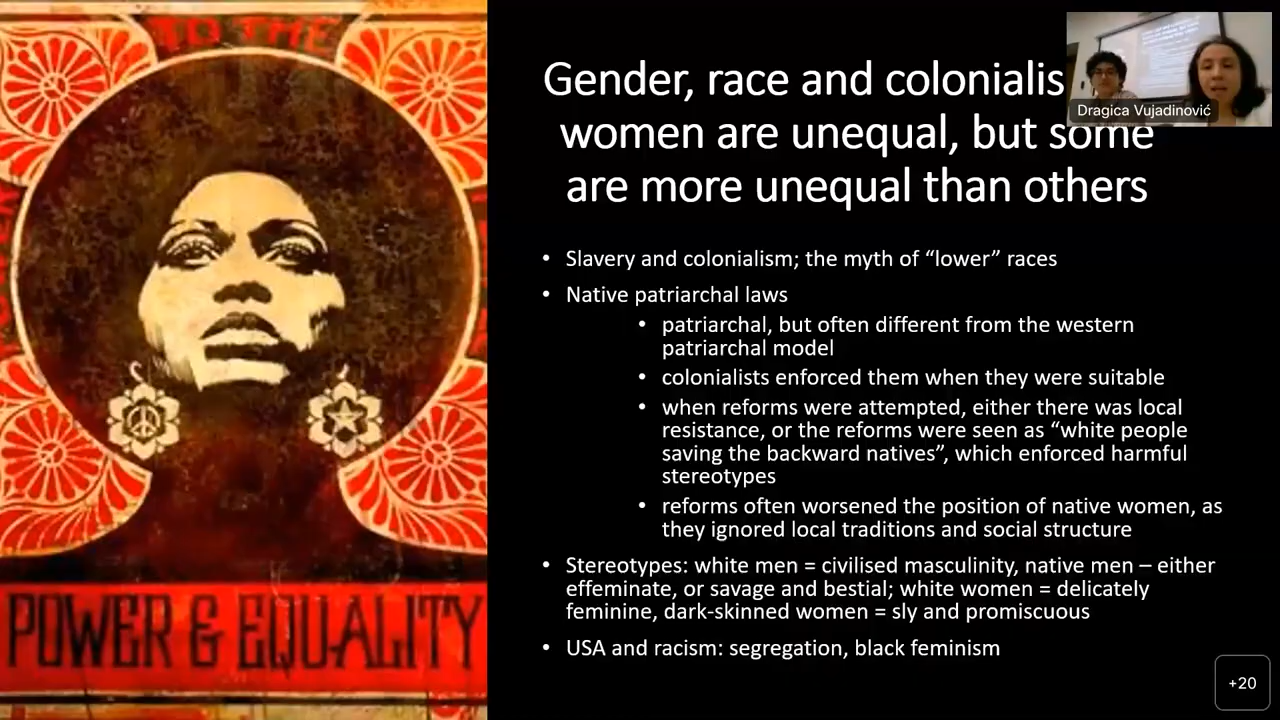 TO THE
POWER & EQUALITY
Gender, race and colonialis
women are unequal, but some
are more unequal than others
Dragica Vujadinović
• Slavery and colonialism; the myth of “lower” races
• Native patriarchal laws
• patriarchal, but often different from the western
patriarchal model
• colonialists enforced them when they were suitable
• when reforms were attempted, either there was local
resistance, or the reforms were seen as “white people
saving the backward natives”, which enforced harmful
stereotypes
• reforms often worsened the position of native women, as
they ignored local traditions and social structure
• Stereotypes: white men = civilised masculinity, native men – either
effeminate, or savage and bestial; white women = delicately
feminine, dark-skinned women = sly and promiscuous
• USA and racism: segregation, black feminism
+20